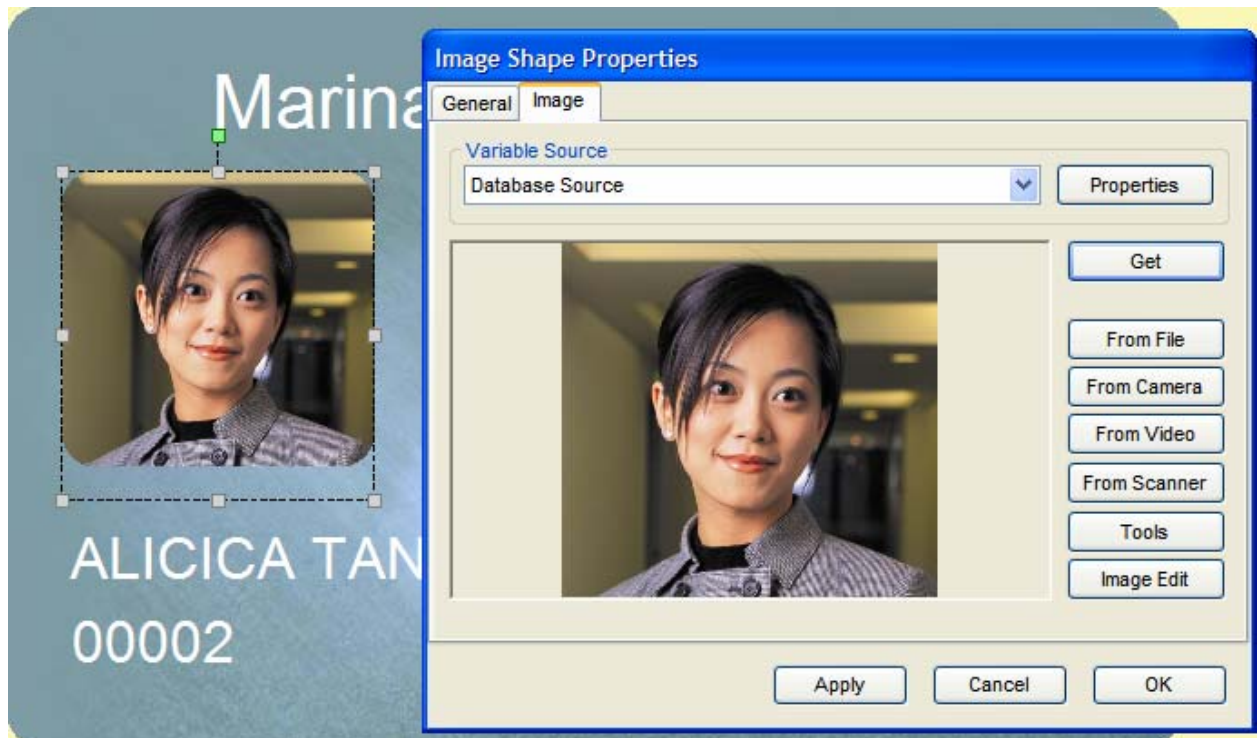 Marina
Image Shape Properties
General Image
Variable Source
Database Source Properties
Get
From File
From Camera
From Video
From Scanner
Tools
Image Edit
ALICICA TAN
00002
Apply Cancel OK